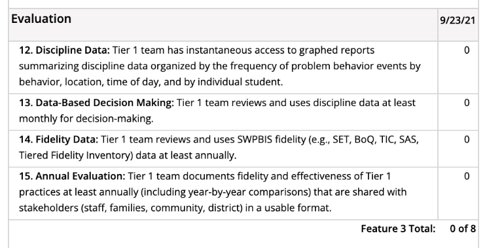 Evaluation 9/23/21
12. Discipline Data: Tier 1 team has instantaneous access to graphed reports 0
summarizing discipline data organized by the frequency of problem behavior events by
behavior, location, time of day, and by individual student.
13. Data-Based Decision Making: Tier 1 team reviews and uses discipline data at least 0
monthly for decision-making.
14. Fidelity Data: Tier 1 team reviews and uses SWPBIS fidelity (e.g., SET, BoQ, TIC, SAS, 0
Tiered Fidelity Inventory) data at least annually.
15. Annual Evaluation: Tier 1 team documents fidelity and effectiveness of Tier 1 0
practices at least annually (including year-by-year comparisons) that are shared with
stakeholders (staff, families, community, district) in a usable format.
Feature 3 Total: 0 of 8